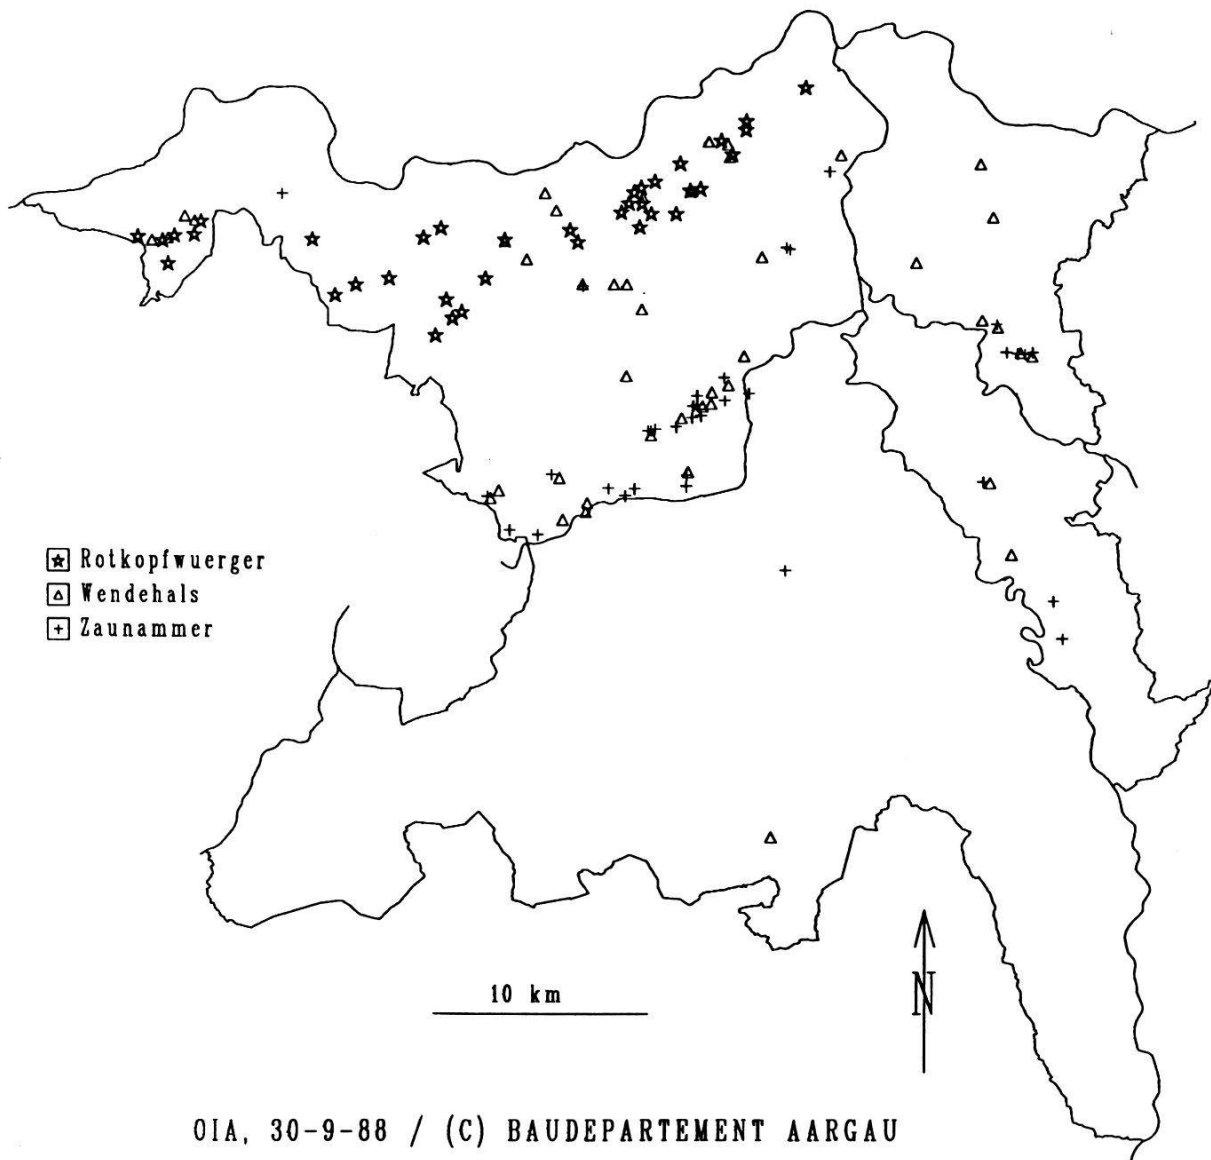 Rotkopfwuerger
Wendehals
Zaunammer
10 km
N
OIA, 30-9-88 / (C) BAUDEPARTEMENT AARGAU